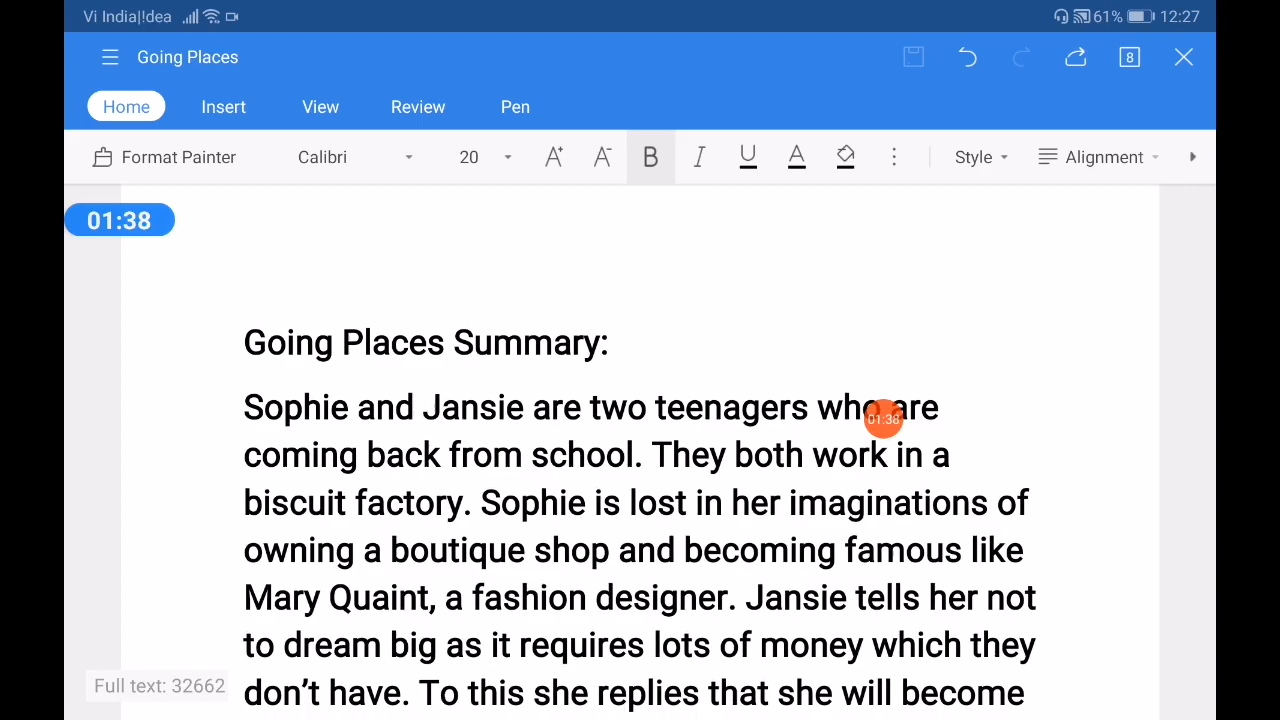 Vi India|!dea 61% 12:27
Going Places 8
Home Insert View Review Pen
Format Painter Calibri 20 A+ A- B I U A Style Alignment
01:38
Going Places Summary:
Sophie and Jansie are two teenagers who are
01:38
coming back from school. They both work in a
biscuit factory. Sophie is lost in her imaginations of
owning a boutique shop and becoming famous like
Mary Quaint, a fashion designer. Jansie tells her not
to dream big as it requires lots of money which they
don’t have. To this she replies that she will become
Full text: 32662